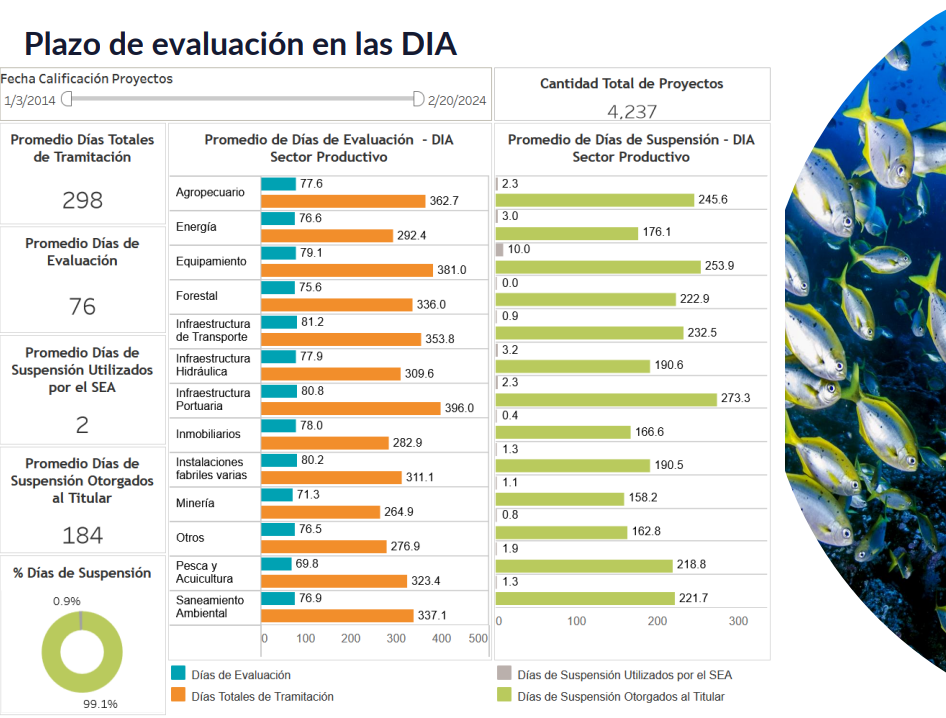 Plazo de evaluación en las DIA
Fecha Calificación Proyectos
1/3/2014
2/20/2024
Cantidad Total de Proyectos
4,237
Promedio Días Totales
de Tramitación
298
Promedio Días de
Evaluación
76
Promedio Días de
Suspensión Utilizados
por el SEA
2
Promedio Días de
Suspensión Otorgados
al Titular
184
% Días de Suspensión
0.9%
99.1%
Promedio de Días de Evaluación - DIA
Sector Productivo
Agropecuario
77.6
362.7
Energía
76.6
292.4
Equipamiento
79.1
381.0
Forestal
75.6
336.0
Infraestructura
de Transporte
81.2
353.8
Infraestructura
Hidráulica
77.9
309.6
Infraestructura
Portuaria
80.8
396.0
Inmobiliarios
78.0
282.9
Instalaciones
fabriles varias
80.2
311.1
Minería
71.3
264.9
Otros
76.5
276.9
Pesca y
Acuicultura
69.8
323.4
Saneamiento
Ambiental
76.9
337.1
0 100 200 300 400 500
Días de Evaluación
Días Totales de Tramitación
Promedio de Días de Suspensión - DIA
Sector Productivo
2.3
245.6
3.0
176.1
10.0
253.9
0.0
222.9
0.9
232.5
3.2
190.6
2.3
273.3
0.4
166.6
1.3
190.5
1.1
158.2
0.8
162.8
1.9
218.8
1.3
221.7
0 100 200 300
Días de Suspensión Utilizados por el SEA
Días de Suspensión Otorgados al Titular